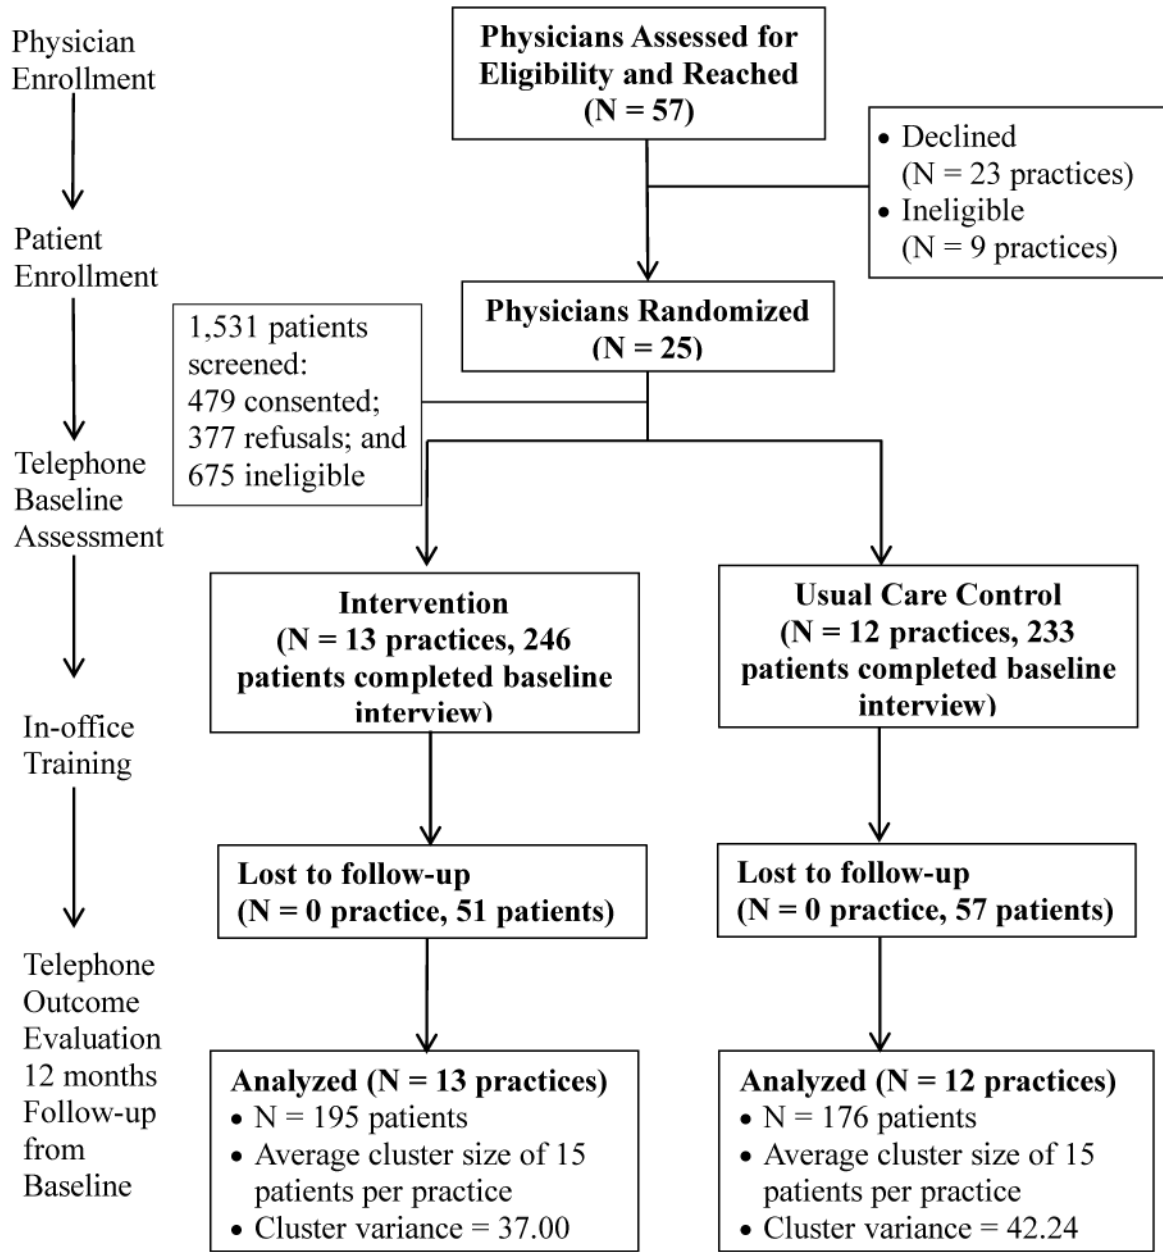 Physician
Enrollment
Physicians Assessed for
Eligibility and Reached
(N = 57)
• Declined
(N = 23 practices)
• Ineligible
(N = 9 practices)
Patient
Enrollment
Physicians Randomized
(N = 25)
1,531 patients
screened:
479 consented;
377 refusals; and
675 ineligible
Telephone
Baseline
Assessment
Intervention
(N = 13 practices, 246
patients completed baseline
interview)
Usual Care Control
(N = 12 practices, 233
patients completed baseline
interview)
In-office
Training
Lost to follow-up
(N = 0 practice, 51 patients)
Lost to follow-up
(N = 0 practice, 57 patients)
Telephone
Outcome
Evaluation
12 months
Follow-up
from
Baseline
Analyzed (N = 13 practices)
• N = 195 patients
• Average cluster size of 15
patients per practice
• Cluster variance = 37.00
Analyzed (N = 12 practices)
• N = 176 patients
• Average cluster size of 15
patients per practice
• Cluster variance = 42.24